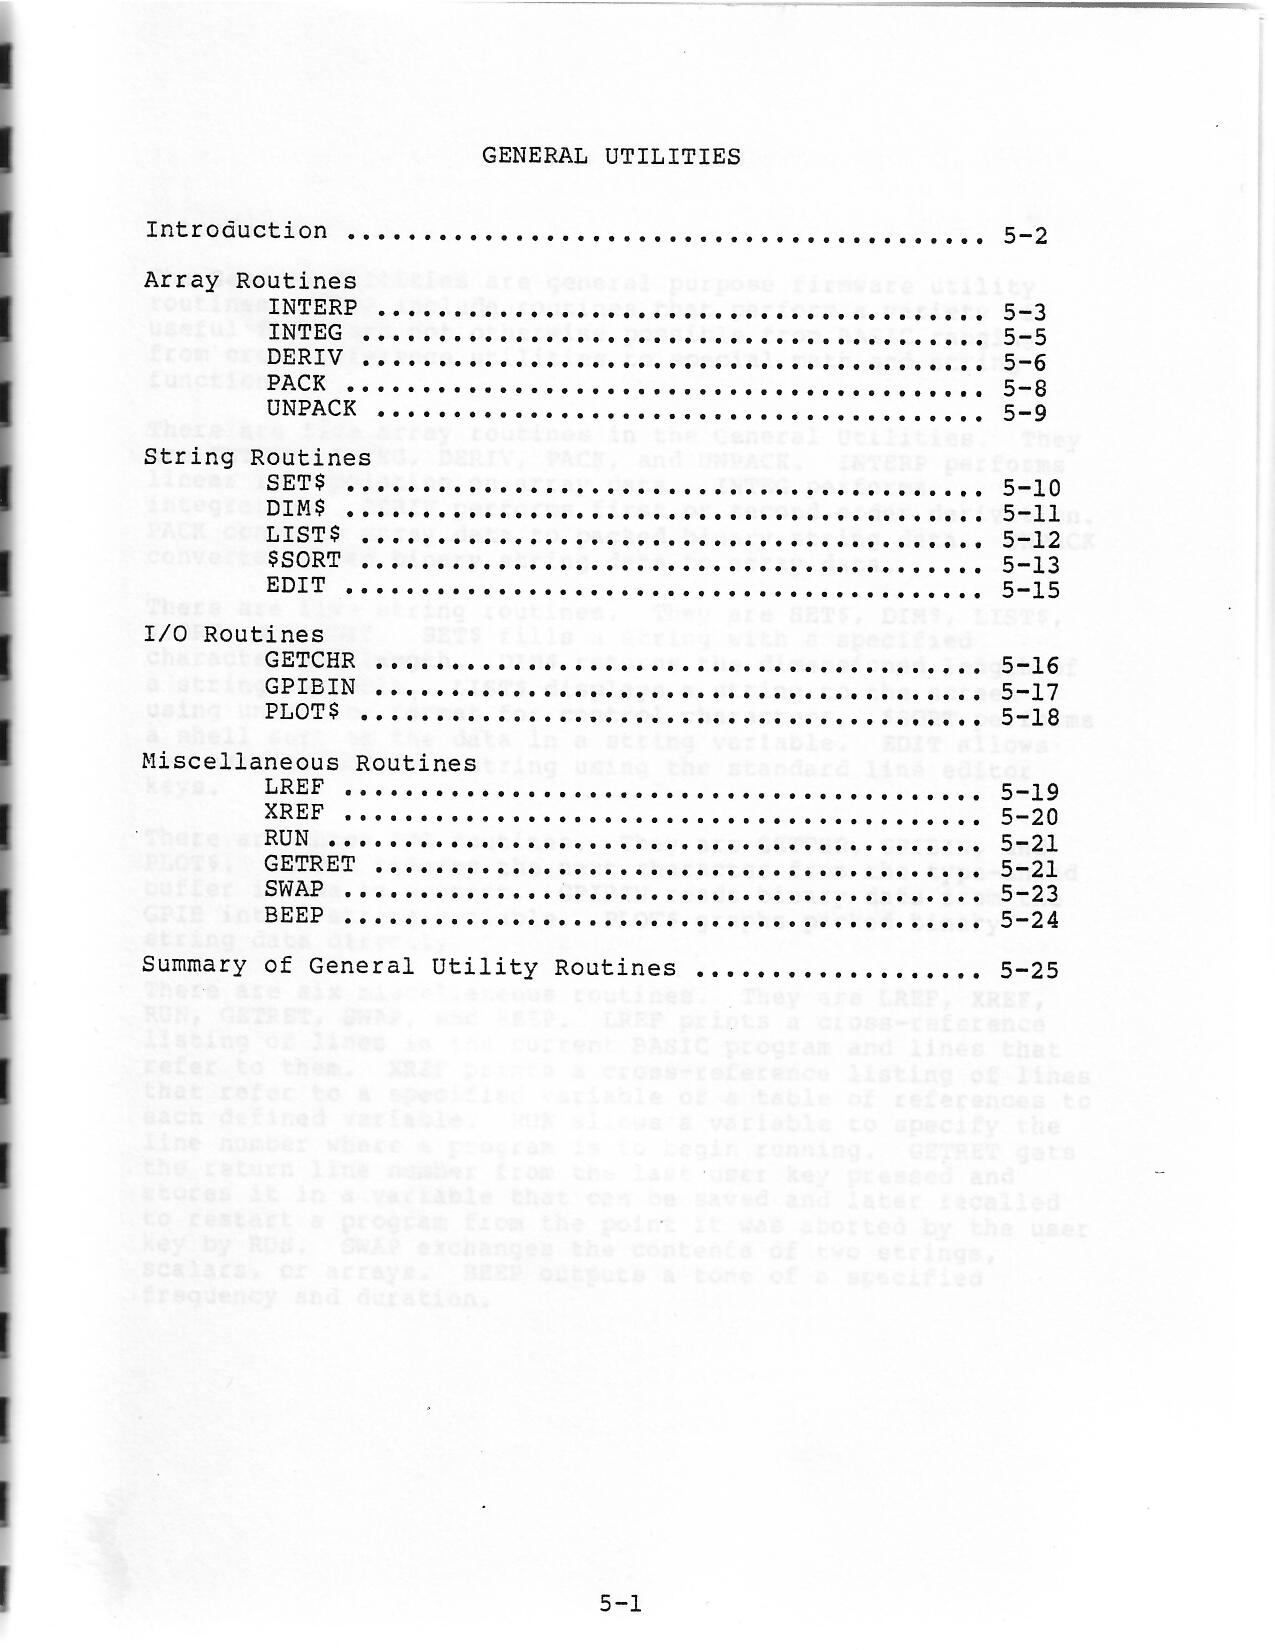 GENERAL UTILITIES
Introduction .......................................... 5-2
Array Routines
INTERP ........................................ 5-3
INTEG ......................................... 5-5
DERIV ......................................... 5-6
PACK .......................................... 5-8
UNPACK ........................................ 5-9
String Routines
SET$ .......................................... 5-10
DIM$ .......................................... 5-11
LIST$ ......................................... 5-12
$SORT ......................................... 5-13
EDIT .......................................... 5-15
I/O Routines
GETCHR ........................................ 5-16
GPIBIN ........................................ 5-17
PLOT$ ......................................... 5-18
Miscellaneous Routines
LREF .......................................... 5-19
XREF .......................................... 5-20
RUN ........................................... 5-21
GETRET ........................................ 5-21
SWAP .......................................... 5-23
BEEP .......................................... 5-24
Summary of General Utility Routines ................... 5-25
5-1